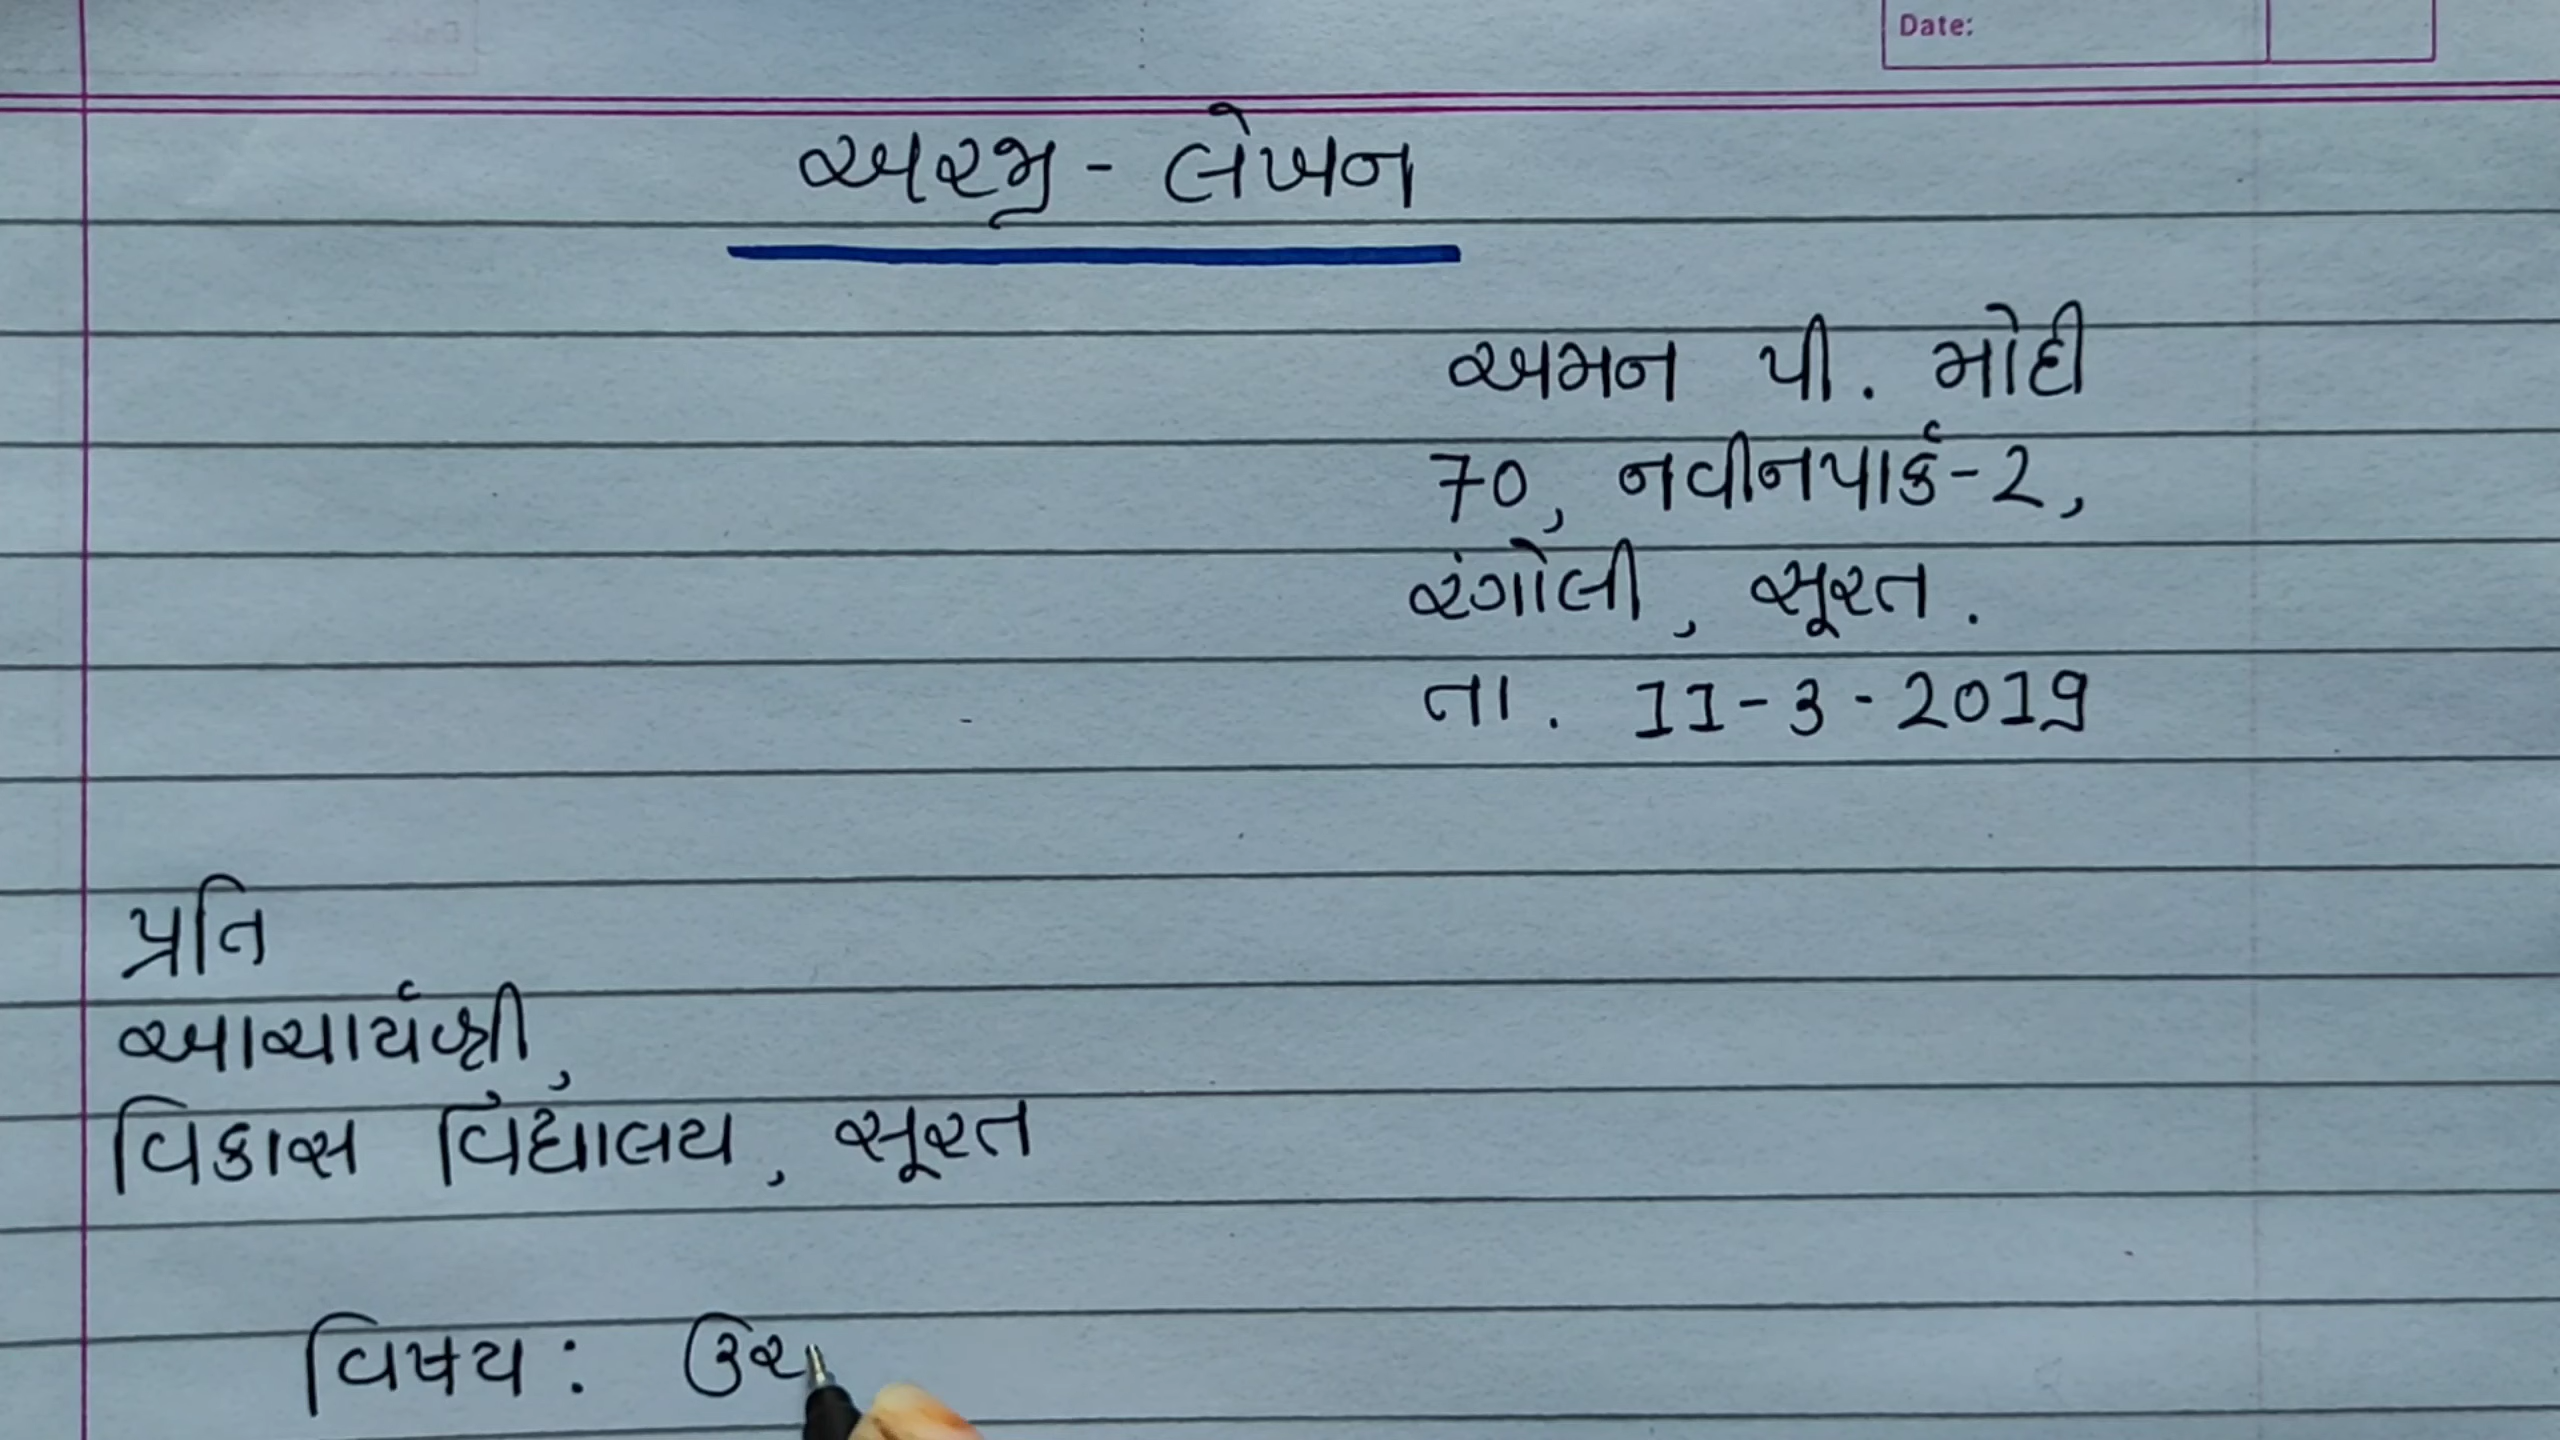 Date:
અરજી - લેખન
અમન પી. મોદી
70, નવીનપાર્ક-2,
રંગોલી, સૂરત.
તા. 11-3-2019
પ્રતિ
આચાર્યશ્રી,
વિકાસ વિદ્યાલય, સૂરત
વિષય :